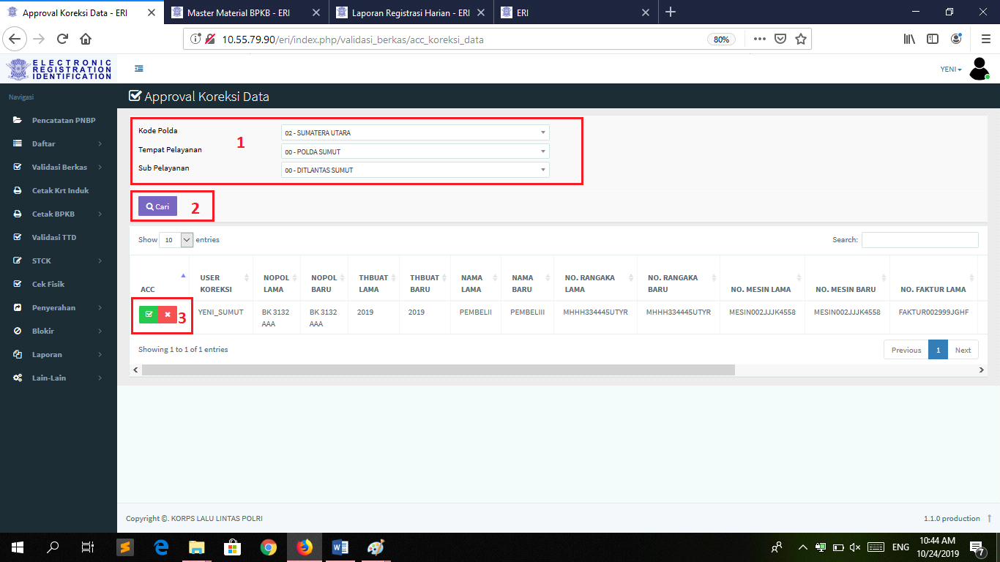 Approval Koreksi Data - ERI
Master Material BPKB - ERI
Laporan Registrasi Harian - ERI
ERI
10.55.79.90/eri/index.php/validasi_berkas/acc_koreksi_data
80%
ELECTRONIC
REGISTRATION
IDENTIFICATION
YENI
Navigasi
Pencatatan PNBP
Daftar
Validasi Berkas
Cetak Krt Induk
Cetak BPKB
Validasi TTD
STCK
Cek Fisik
Penyerahan
Blokir
Laporan
Lain-Lain
Approval Koreksi Data
Kode Polda
02 - SUMATERA UTARA
1
Tempat Pelayanan
00 - POLDA SUMUT
Sub Pelayanan
00 - DITLANTAS SUMUT
Cari
2
Show 10 entries
Search:
ACC
USER KOREKSI
NOPOL LAMA
NOPOL BARU
THBUAT LAMA
THBUAT BARU
NAMA LAMA
NAMA BARU
NO. RANGAKA LAMA
NO. RANGAKA BARU
NO. MESIN LAMA
NO. MESIN BARU
NO. FAKTUR LAMA
3
YENI_SUMUT
BK 3132 AAA
BK 3132 AAA
2019
2019
PEMBELII
PEMBELIII
MHHH334445UTYR
MHHH334445UTYR
MESIN002JJJK4558
MESIN002JJJK4558
FAKTUR002999JGHF
Showing 1 to 1 of 1 entries
Previous
1
Next
Copyright ©. KORPS LALU LINTAS POLRI
1.1.0 production
ENG
10:44 AM
10/24/2019
7